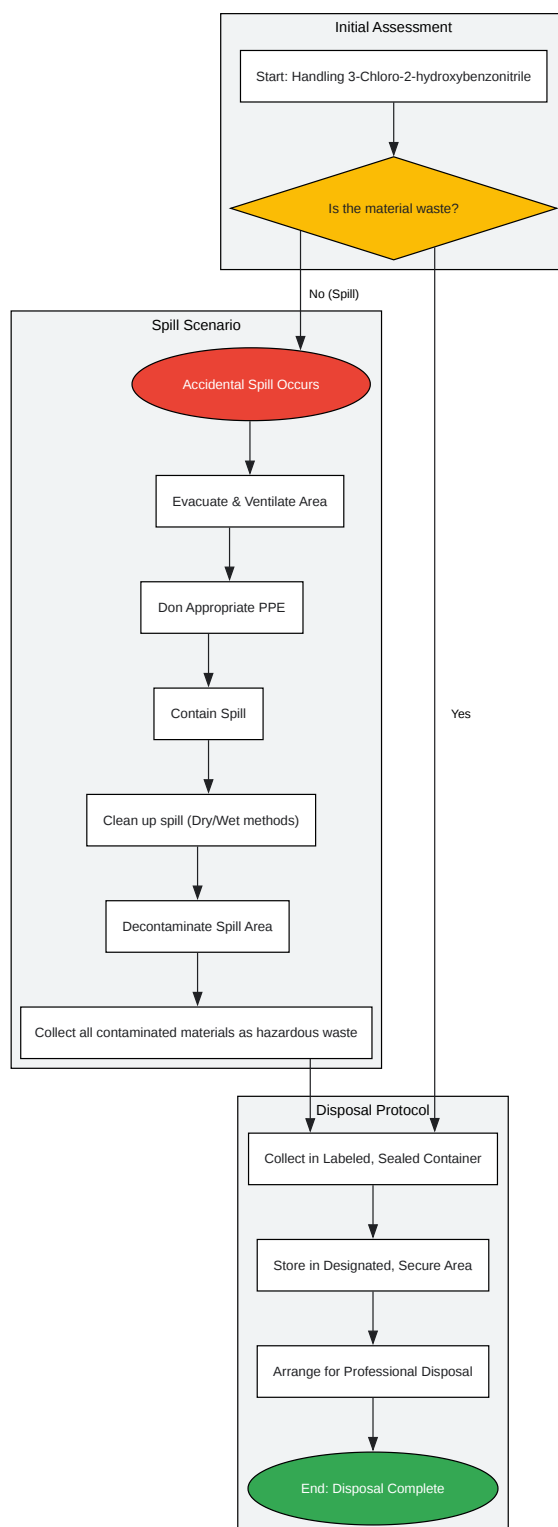 Initial Assessment
Start: Handling 3-Chloro-2-hydroxybenzonitrile
Is the material waste?
No (Spill)
Spill Scenario
Accidental Spill Occurs
Evacuate & Ventilate Area
Don Appropriate PPE
Contain Spill
Yes
Clean up spill (Dry/Wet methods)
Decontaminate Spill Area
Collect all contaminated materials as hazardous waste
Disposal Protocol
Collect in Labeled, Sealed Container
Store in Designated, Secure Area
Arrange for Professional Disposal
End: Disposal Complete